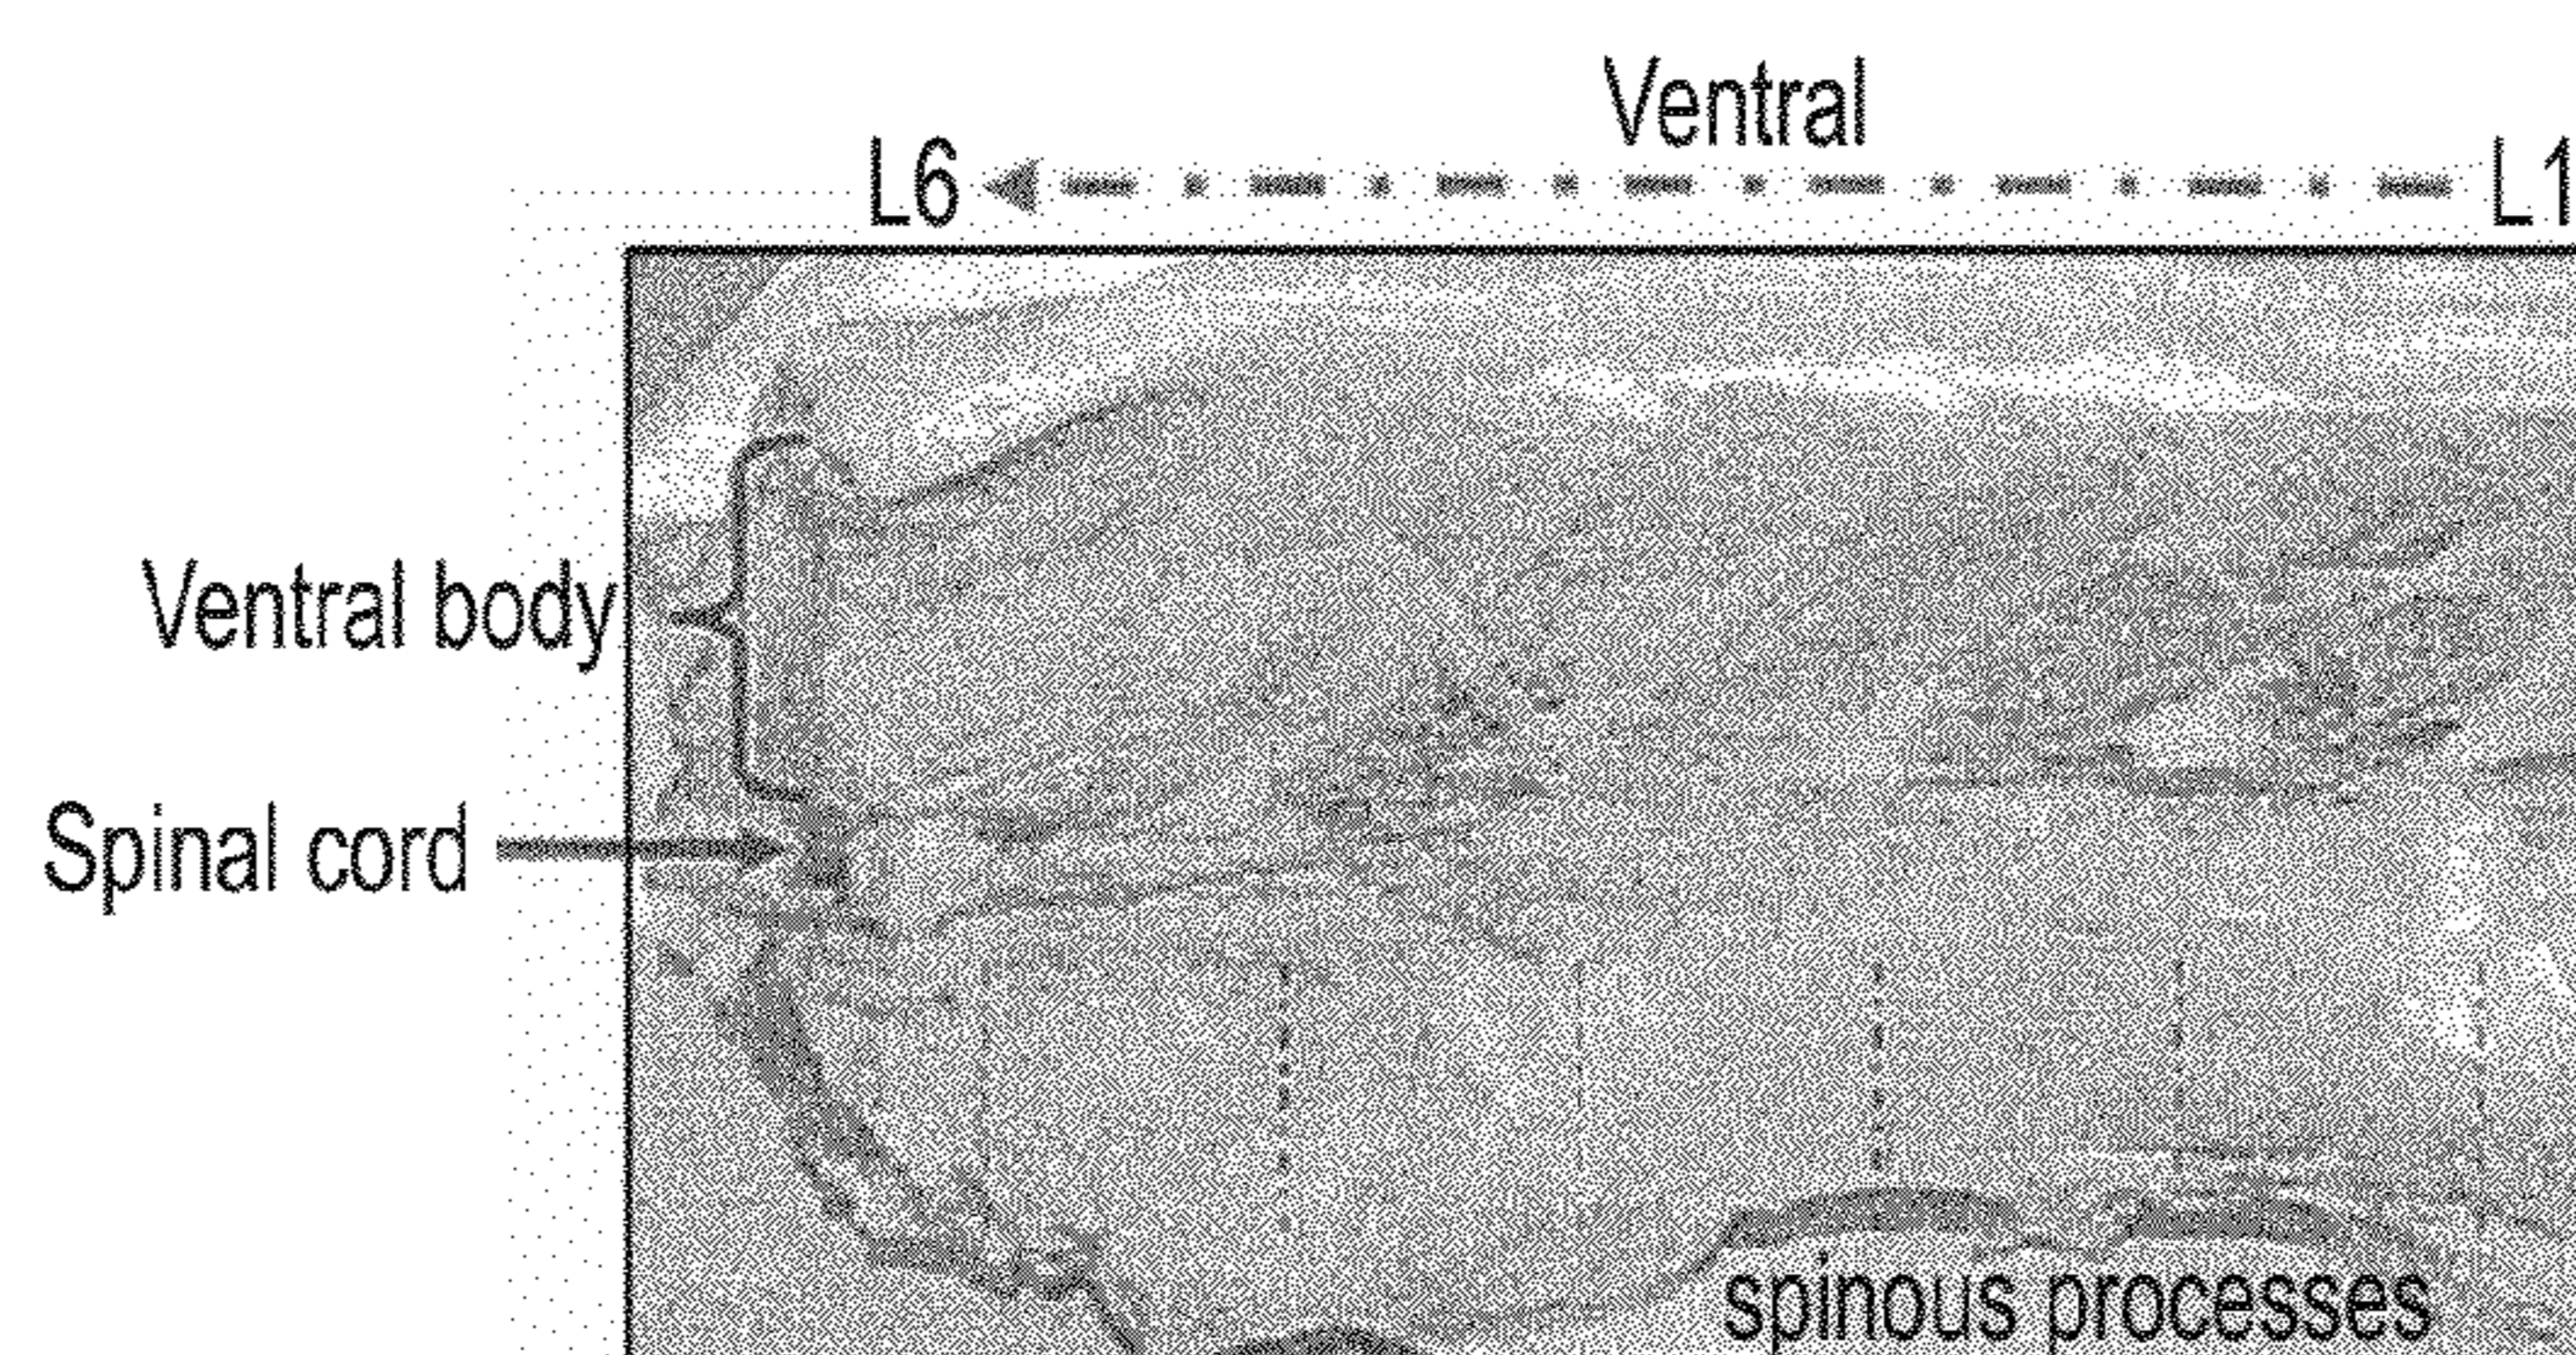 Ventral
L6 L1
Ventral body
Spinal cord
spinous processes